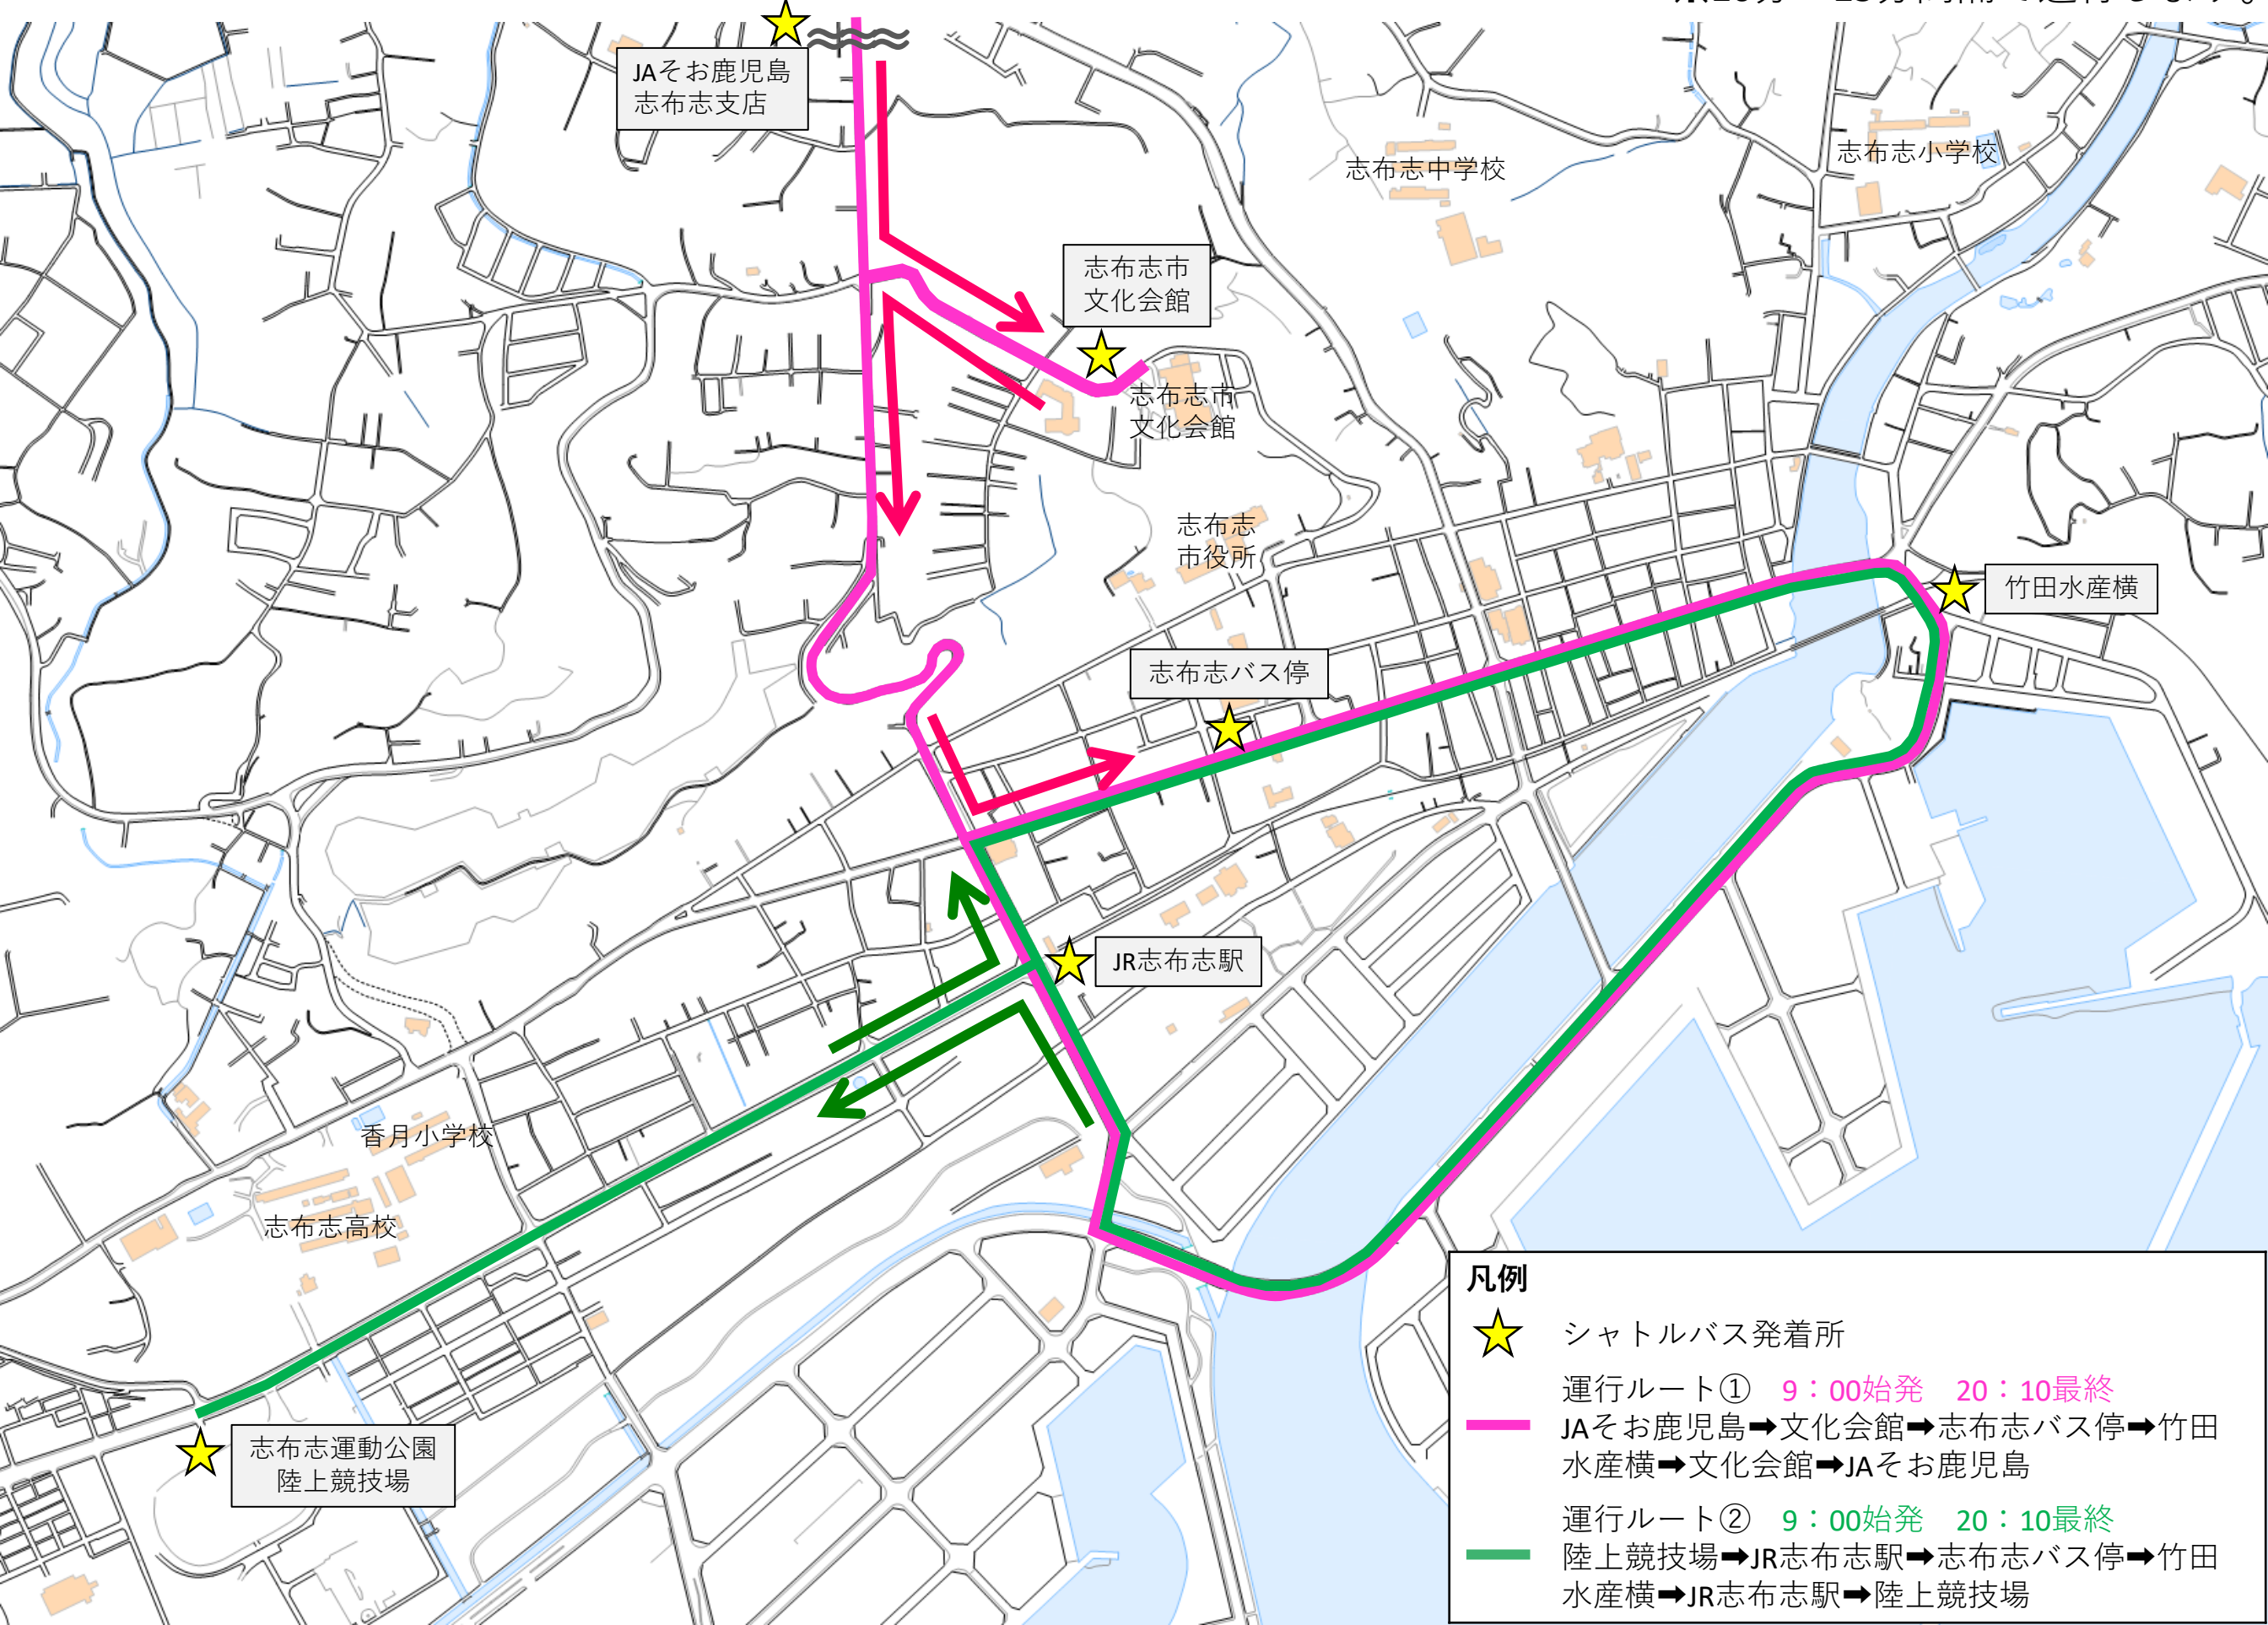 JAそお鹿児島
志布志支店
志布志中学校
志布志小学校
志布志市
文化会館
志布志市
文化会館
志布志
市役所
竹田水産横
志布志バス停
JR志布志駅
香月小学校
志布志高校
志布志運動公園
陸上競技場
凡例
シャトルバス発着所
運行ルート① 9：00始発 20：10最終
JAそお鹿児島➡文化会館➡志布志バス停➡竹田
水産横➡文化会館➡JAそお鹿児島
運行ルート② 9：00始発 20：10最終
陸上競技場➡JR志布志駅➡志布志バス停➡竹田
水産横➡JR志布志駅➡陸上競技場